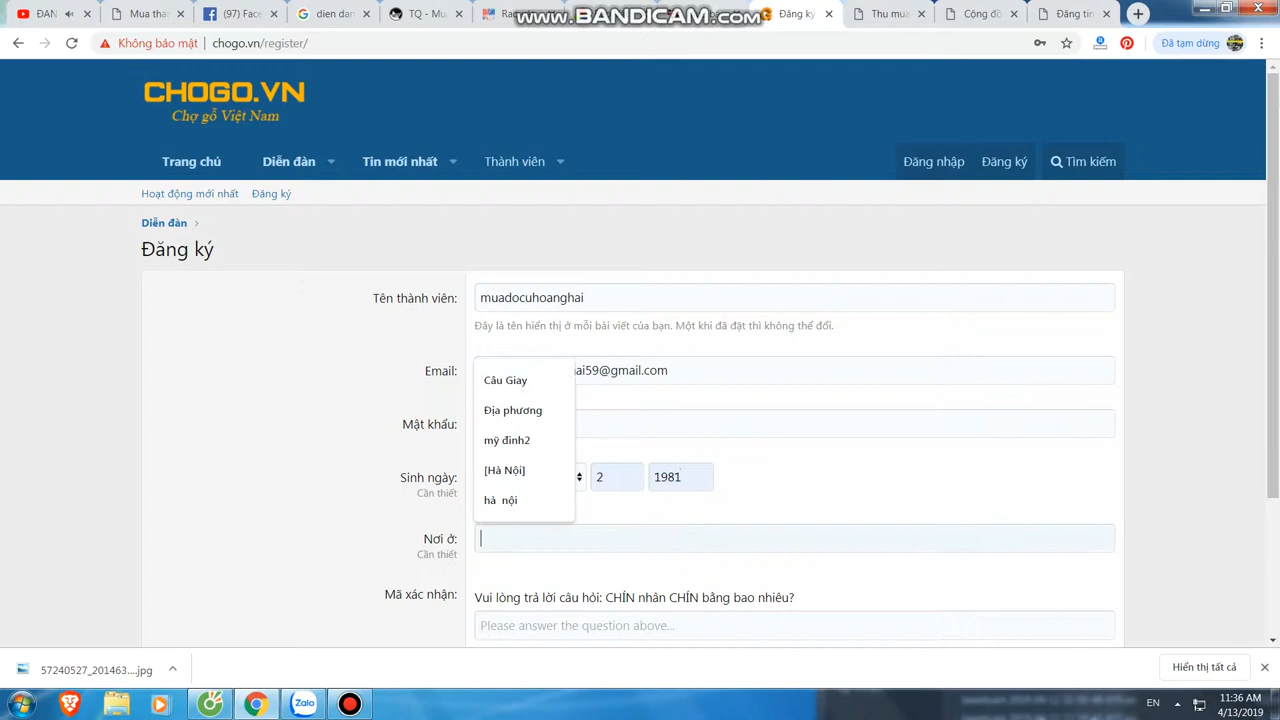 ĐAN
Mua tha
(97) Face
dien dan
TQ - Mu
www.BANDICAM.com
Đăng ký
Thu mua
Cộng đ
Đăng tin
Không bảo mật | chogo.vn/register/
Đã tạm dừng
CHOGO.VN
Chợ gỗ Việt Nam
Trang chủ
Diễn đàn
Tin mới nhất
Thành viên
Đăng nhập
Đăng ký
Tìm kiếm
Hoạt động mới nhất
Đăng ký
Diễn đàn
Đăng ký
Tên thành viên:
muadocuhoanghai
Đây là tên hiển thị ở mỗi bài viết của bạn. Một khi đã đặt thì không thể đổi.
Email:
ai59@gmail.com
Câu Giay
Địa phương
mỹ đinh2
[Hà Nội]
hà nội
Mật khẩu:
Sinh ngày:
Cần thiết
2
1981
Nơi ở:
Cần thiết
Mã xác nhận:
Vui lòng trả lời câu hỏi: CHÍN nhân CHÍN bằng bao nhiêu?
Please answer the question above...
57240527_201463....jpg
Hiển thị tất cả
Zalo
EN
11:36 AM
4/13/2019